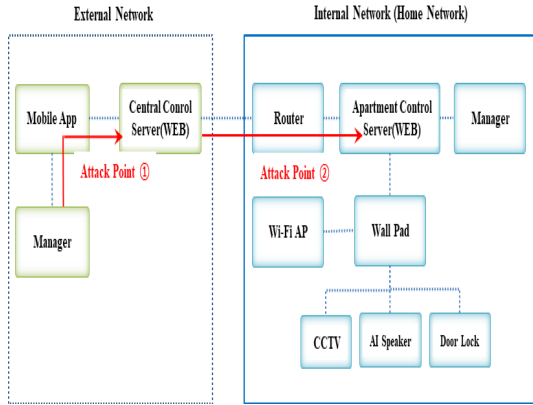 External Network
Internal Network (Home Network)
Mobile App
Central Conrol
Server(WEB)
Router
Apartment Control
Server(WEB)
Manager
Attack Point ①
Attack Point ②
Manager
Wi-Fi AP
Wall Pad
CCTV
AI Speaker
Door Lock